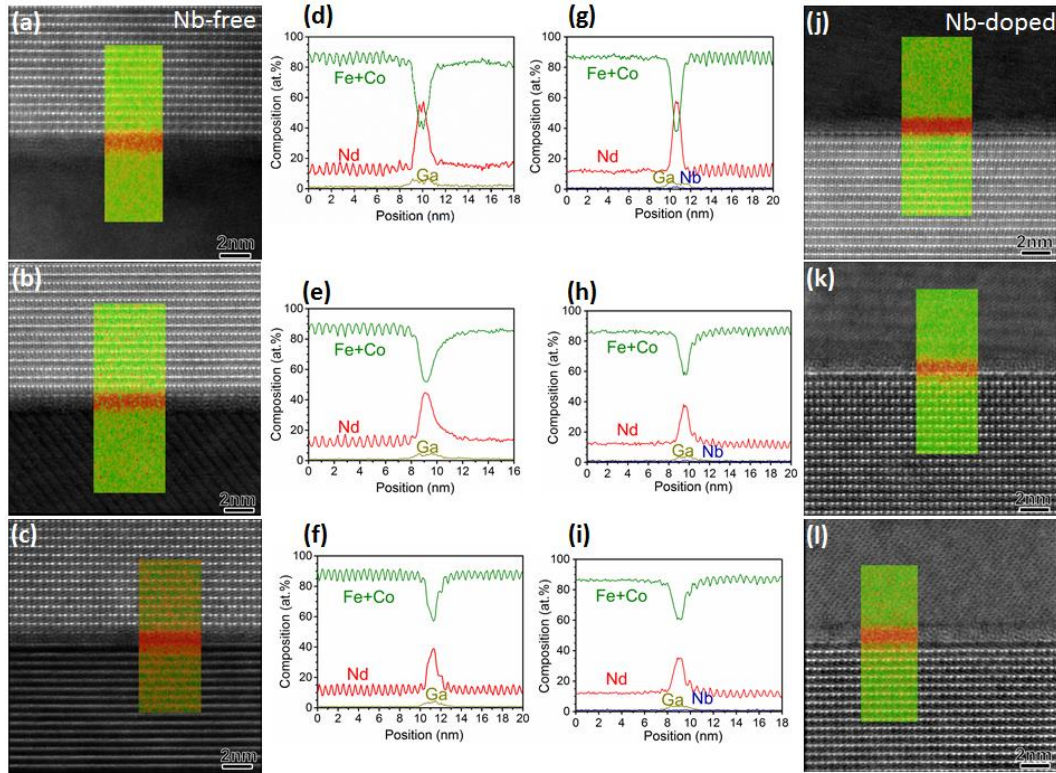 (a) Nb-free
2nm
(d)
Composition (at.%)
100
80
60
40
20
0
Fe+Co
Nd
Ga
0 2 4 6 8 10 12 14 16 18
Position (nm)
(g)
Composition (at.%)
100
80
60
40
20
0
Fe+Co
Nd
Ga Nb
0 2 4 6 8 10 12 14 16 18 20
Position (nm)
(j) Nb-doped
2nm
(b)
2nm
(e)
Composition (at.%)
100
80
60
40
20
0
Fe+Co
Nd
Ga
0 2 4 6 8 10 12 14 16
Position (nm)
(h)
Composition (at.%)
100
80
60
40
20
0
Fe+Co
Nd
Ga Nb
0 2 4 6 8 10 12 14 16 18 20
Position (nm)
(k)
2nm
(c)
2nm
(f)
Composition (at.%)
100
80
60
40
20
0
Fe+Co
Nd
Ga
0 2 4 6 8 10 12 14 16 18 20
Position (nm)
(i)
Composition (at.%)
100
80
60
40
20
0
Fe+Co
Nd
Ga Nb
0 2 4 6 8 10 12 14 16 18
Position (nm)
(l)
2nm